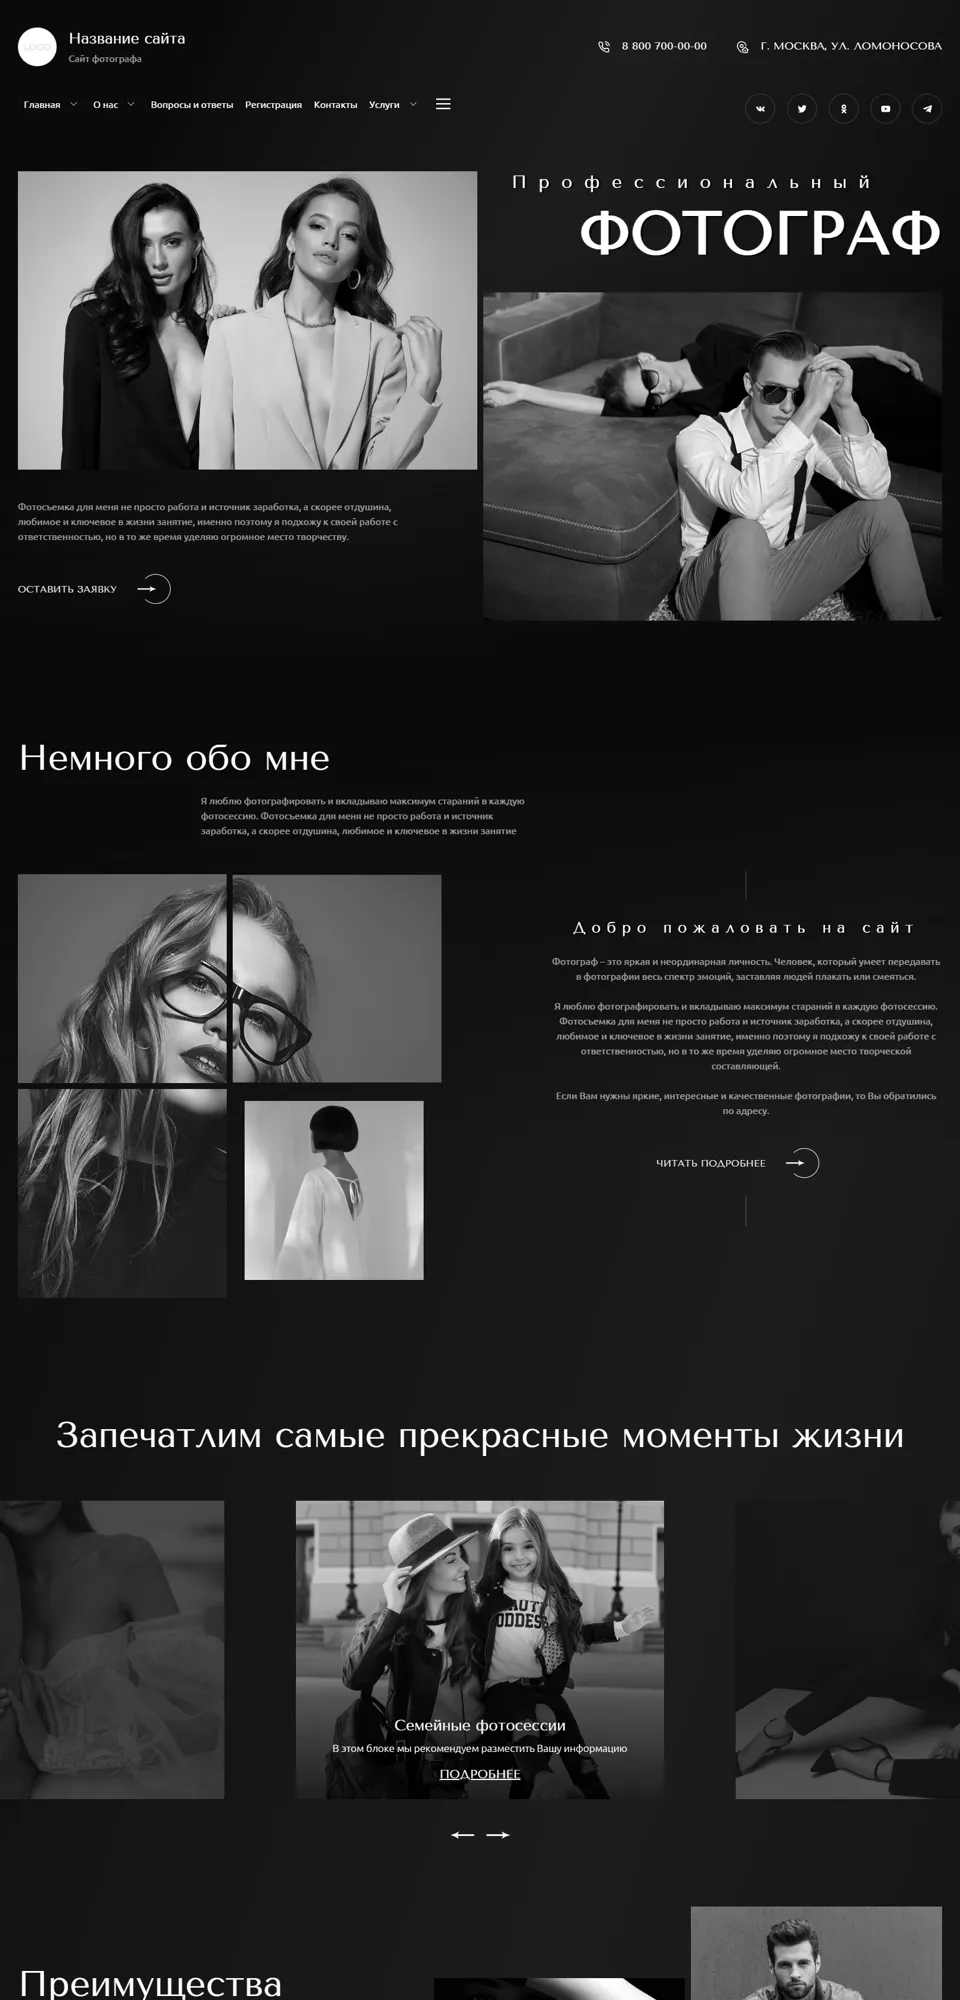 LOGO
Название сайта
Сайт фотографа
8 800 700-00-00
Г. МОСКВА, УЛ. ЛОМОНОСОВА
Главная
О нас
Вопросы и ответы
Регистрация
Контакты
Услуги
Профессиональный
ФОТОГРАФ
Фотосъемка для меня не просто работа и источник заработка, а скорее отдушина,
любимое и ключевое в жизни занятие, именно поэтому я подхожу к своей работе с
ответственностью, но в то же время уделяю огромное место творчеству.
ОСТАВИТЬ ЗАЯВКУ
Немного обо мне
Я люблю фотографировать и вкладываю максимум стараний в каждую
фотосессию. Фотосъемка для меня не просто работа и источник
заработка, а скорее отдушина, любимое и ключевое в жизни занятие
Добро пожаловать на сайт
Фотограф – это яркая и неординарная личность. Человек, который умеет передавать
в фотографии весь спектр эмоций, заставляя людей плакать или смеяться.
Я люблю фотографировать и вкладываю максимум стараний в каждую фотосессию.
Фотосъемка для меня не просто работа и источник заработка, а скорее отдушина,
любимое и ключевое в жизни занятие, именно поэтому я подхожу к своей работе с
ответственностью, но в то же время уделяю огромное место творческой
составляющей.
Если Вам нужны яркие, интересные и качественные фотографии, то Вы обратились
по адресу.
ЧИТАТЬ ПОДРОБНЕЕ
Запечатлим самые прекрасные моменты жизни
Семейные фотосессии
В этом блоке мы рекомендуем разместить Вашу информацию
ПОДРОБНЕЕ
Преимущества